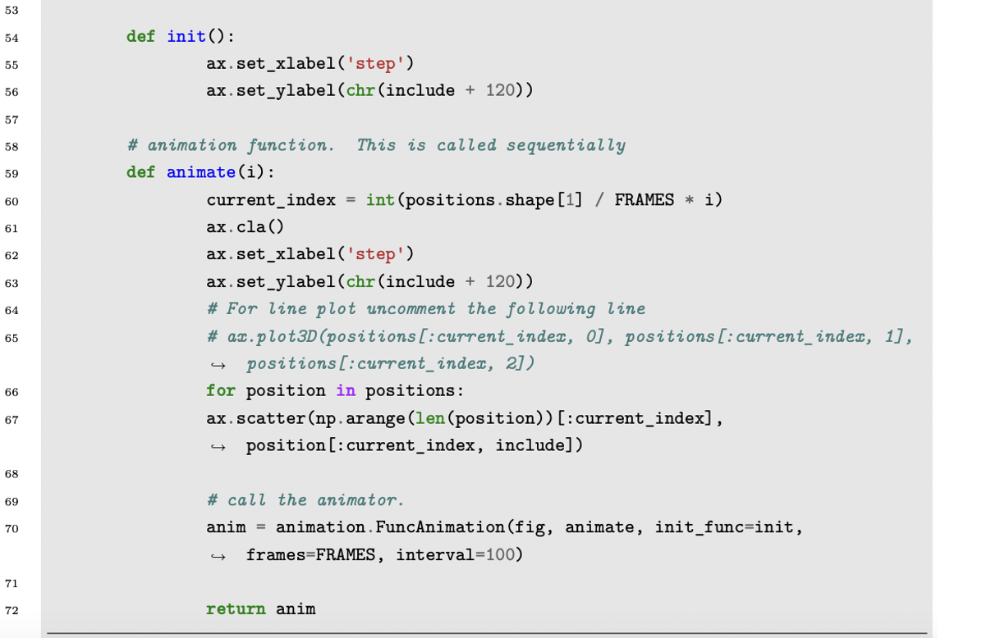 53
54 def init():
55 ax.set_xlabel('step')
56 ax.set_ylabel(chr(include + 120))
57
58 # animation function.  This is called sequentially
59 def animate(i):
60 current_index = int(positions.shape[1] / FRAMES * i)
61 ax.cla()
62 ax.set_xlabel('step')
63 ax.set_ylabel(chr(include + 120))
64 # For line plot uncomment the following line
65 # ax.plot3D(positions[:current_index, 0], positions[:current_index, 1],
↪ positions[:current_index, 2])
66 for position in positions:
67 ax.scatter(np.arange(len(position))[:current_index],
↪ position[:current_index, include])
68
69 # call the animator.
70 anim = animation.FuncAnimation(fig, animate, init_func=init,
↪ frames=FRAMES, interval=100)
71
72 return anim